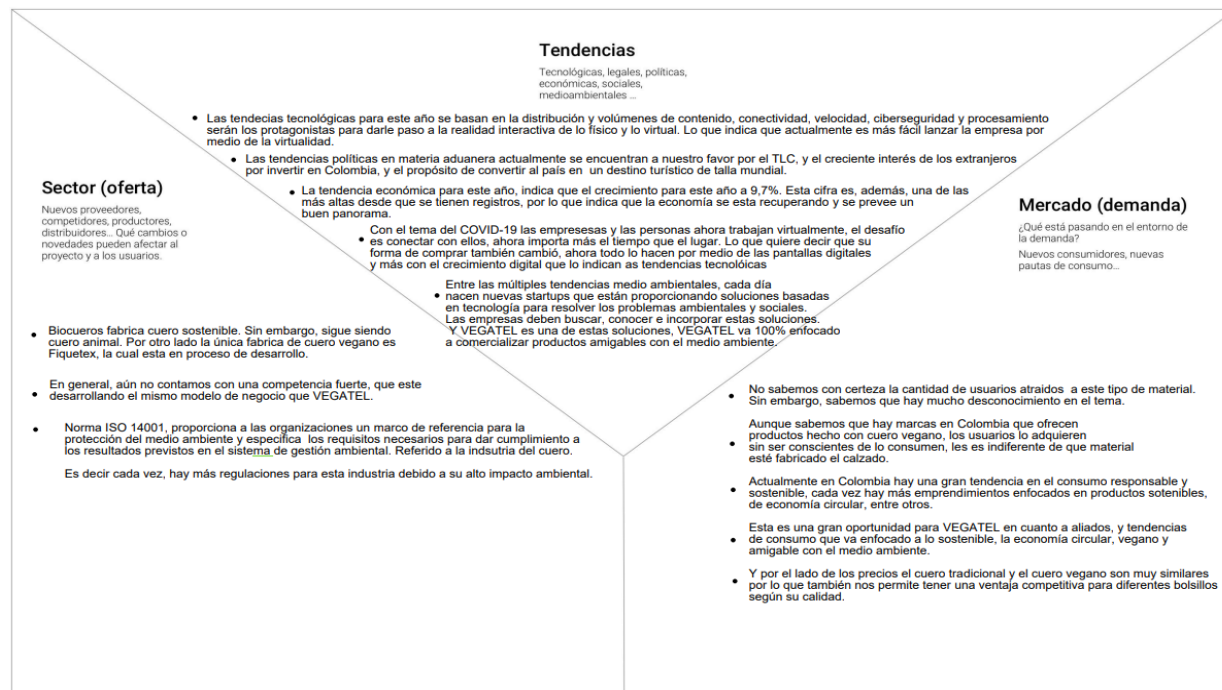 Tendencias
Tecnológicas, legales, políticas,
económicas, sociales,
medioambientales ...
• Las tendecias tecnológicas para este año se basan en la distribución y volúmenes de contenido, conectividad, velocidad, ciberseguridad y procesamiento
serán los protagonistas para darle paso a la realidad interactiva de lo físico y lo virtual. Lo que indica que actualmente es más fácil lanzar la empresa por
medio de la virtualidad.
• Las tendencias políticas en materia aduanera actualmente se encuentran a nuestro favor por el TLC, y el creciente interés de los extranjeros
por invertir en Colombia, y el propósito de convertir al país en un destino turístico de talla mundial.
• La tendencia económica para este año, indica que el crecimiento para este año a 9,7%. Esta cifra es, además, una de las
más altas desde que se tienen registros, por lo que indica que la economía se esta recuperando y se prevee un
buen panorama.
• Con el tema del COVID-19 las empresesas y las personas ahora trabajan virtualmente, el desafío
es conectar con ellos, ahora importa más el tiempo que el lugar. Lo que quiere decir que su
forma de comprar también cambió, ahora todo lo hacen por medio de las pantallas digitales
y más con el crecimiento digital que lo indican as tendencias tecnolóicas
• Entre las múltiples tendencias medio ambientales, cada día
nacen nuevas startups que están proporcionando soluciones basadas
en tecnología para resolver los problemas ambientales y sociales.
Las empresas deben buscar, conocer e incorporar estas soluciones.
Y VEGATEL es una de estas soluciones, VEGATEL va 100% enfocado
a comercializar productos amigables con el medio ambiente.
Sector (oferta)
Nuevos proveedores,
competidores, productores,
distribuidores... Qué cambios o
novedades pueden afectar al
proyecto y a los usuarios.
• Biocueros fabrica cuero sostenible. Sin embargo, sigue siendo
cuero animal. Por otro lado la única fabrica de cuero vegano es
Fiquetex, la cual esta en proceso de desarrollo.
• En general, aún no contamos con una competencia fuerte, que este
desarrollando el mismo modelo de negocio que VEGATEL.
• Norma ISO 14001, proporciona a las organizaciones un marco de referencia para la
protección del medio ambiente y específica los requisitos necesarios para dar cumplimiento a
los resultados previstos en el sistema de gestión ambiental. Referido a la indsutria del cuero.
Es decir cada vez, hay más regulaciones para esta industria debido a su alto impacto ambiental.
Mercado (demanda)
¿Qué está pasando en el entorno de
la demanda?
Nuevos consumidores, nuevas
pautas de consumo...
• No sabemos con certeza la cantidad de usuarios atraidos a este tipo de material.
Sin embargo, sabemos que hay mucho desconocimiento en el tema.
• Aunque sabemos que hay marcas en Colombia que ofrecen
productos hecho con cuero vegano, los usuarios lo adquieren
sin ser conscientes de lo consumen, les es indiferente de que material
esté fabricado el calzado.
• Actualmente en Colombia hay una gran tendencia en el consumo responsable y
sostenible, cada vez hay más emprendimientos enfocados en productos sotenibles,
de economía circular, entre otros.
• Esta es una gran oportunidad para VEGATEL en cuanto a aliados, y tendencias
de consumo que va enfocado a lo sostenible, la economía circular, vegano y
amigable con el medio ambiente.
• Y por el lado de los precios el cuero tradicional y el cuero vegano son muy similares
por lo que también nos permite tener una ventaja competitiva para diferentes bolsillos
según su calidad.